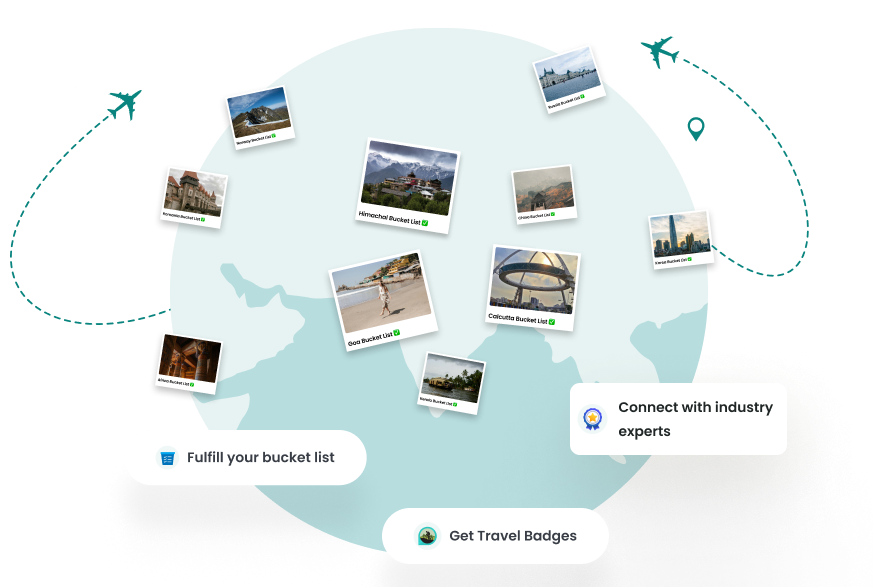 Russia Bucket List ✅
Norway Bucket List ✅
Himachal Bucket List ✅
Romania Bucket List ✅
China Bucket List ✅
Korea Bucket List ✅
Goa Bucket List ✅
Calcutta Bucket List ✅
Africa Bucket List ✅
Kerala Bucket List ✅
Connect with industry
experts
Fulfill your bucket list
Get Travel Badges